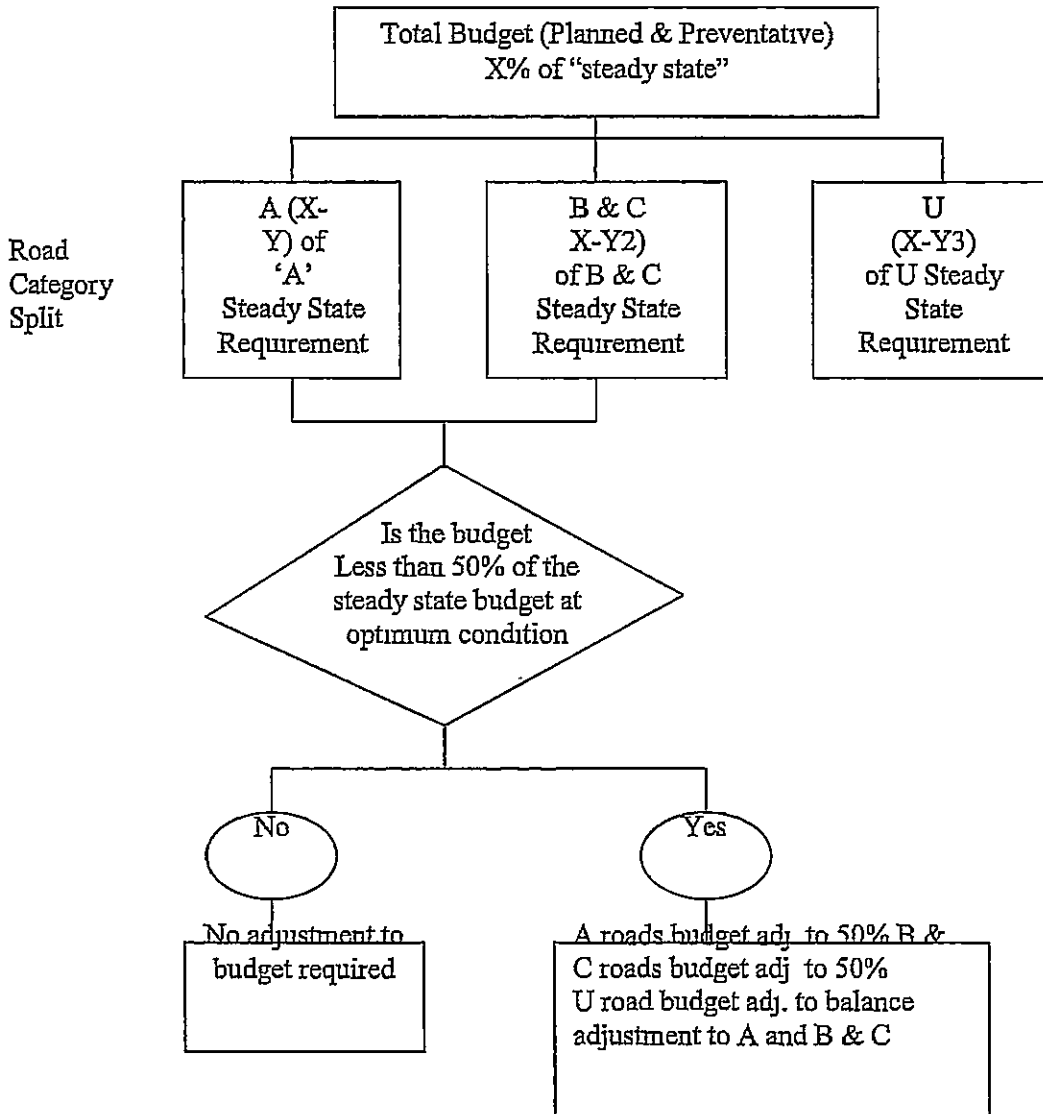 Total Budget (Planned & Preventative)
X% of “steady state”
Road
Category
Split
A (X-
Y) of
‘A’
Steady State
Requirement
B & C
X-Y2)
of B & C
Steady State
Requirement
U
(X-Y3)
of U Steady
State
Requirement
Is the budget
Less than 50% of the
steady state budget at
optimum condition
No
Yes
No adjustment to
budget required
A roads budget adj to 50% B &
C roads budget adj to 50%
U road budget adj. to balance
adjustment to A and B & C